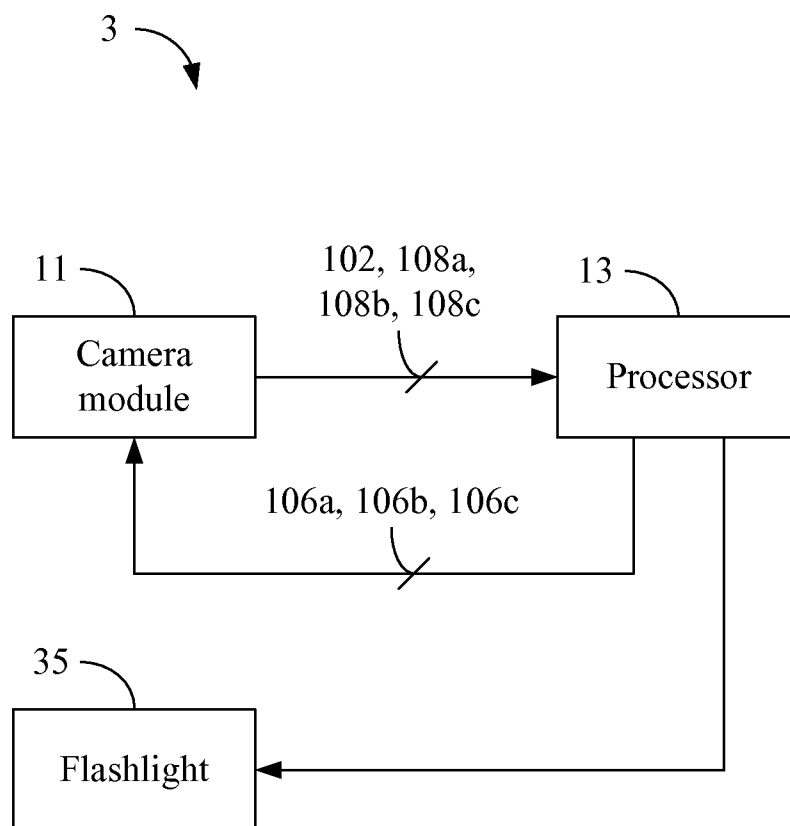 3
11
102, 108a,
108b, 108c
13
Camera
module
Processor
106a, 106b, 106c
35
Flashlight